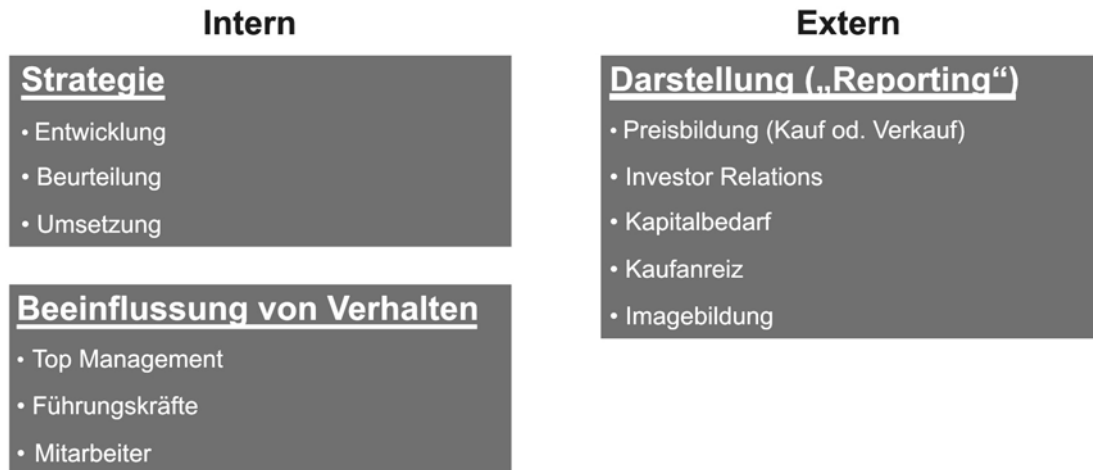 Intern
Strategie
• Entwicklung
• Beurteilung
• Umsetzung
Beeinflussung von Verhalten
• Top Management
• Führungskräfte
• Mitarbeiter
Extern
Darstellung („Reporting“)
• Preisbildung (Kauf od. Verkauf)
• Investor Relations
• Kapitalbedarf
• Kaufanreiz
• Imagebildung